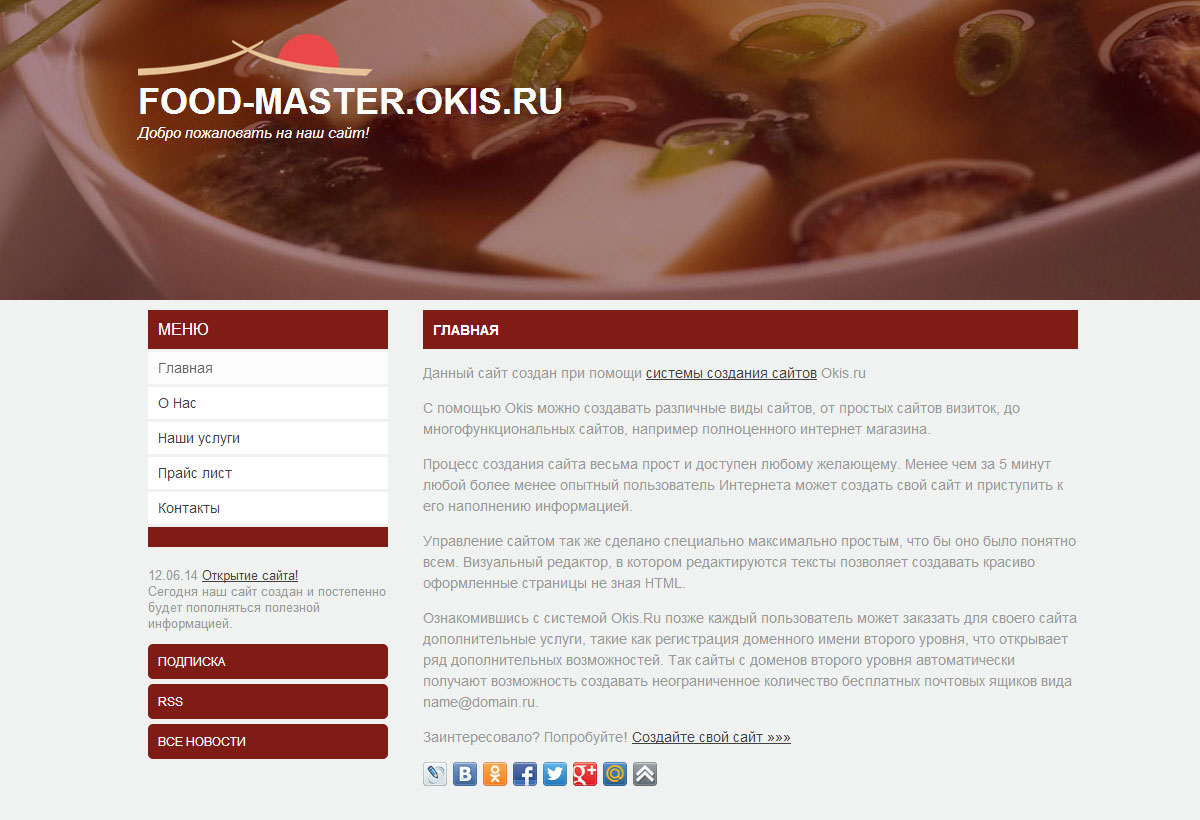 FOOD-MASTER.OKIS.RU
Добро пожаловать на наш сайт!
МЕНЮ
Главная
О Нас
Наши услуги
Прайс лист
Контакты
12.06.14 Открытие сайта!
Сегодня наш сайт создан и постепенно
будет пополняться полезной
информацией.
ПОДПИСКА
RSS
ВСЕ НОВОСТИ
ГЛАВНАЯ
Данный сайт создан при помощи системы создания сайтов Okis.ru
С помощью Okis можно создавать различные виды сайтов, от простых сайтов визиток, до
многофункциональных сайтов, например полноценного интернет магазина.
Процесс создания сайта весьма прост и доступен любому желающему. Менее чем за 5 минут
любой более менее опытный пользователь Интернета может создать свой сайт и приступить к
его наполнению информацией.
Управление сайтом так же сделано специально максимально простым, что бы оно было понятно
всем. Визуальный редактор, в котором редактируются тексты позволяет создавать красиво
оформленные страницы не зная HTML.
Ознакомившись с системой Okis.Ru позже каждый пользователь может заказать для своего сайта
дополнительные услуги, такие как регистрация доменного имени второго уровня, что открывает
ряд дополнительных возможностей. Так сайты с доменов второго уровня автоматически
получают возможность создавать неограниченное количество бесплатных почтовых ящиков вида
name@domain.ru.
Заинтересовало? Попробуйте! Создайте свой сайт »»»